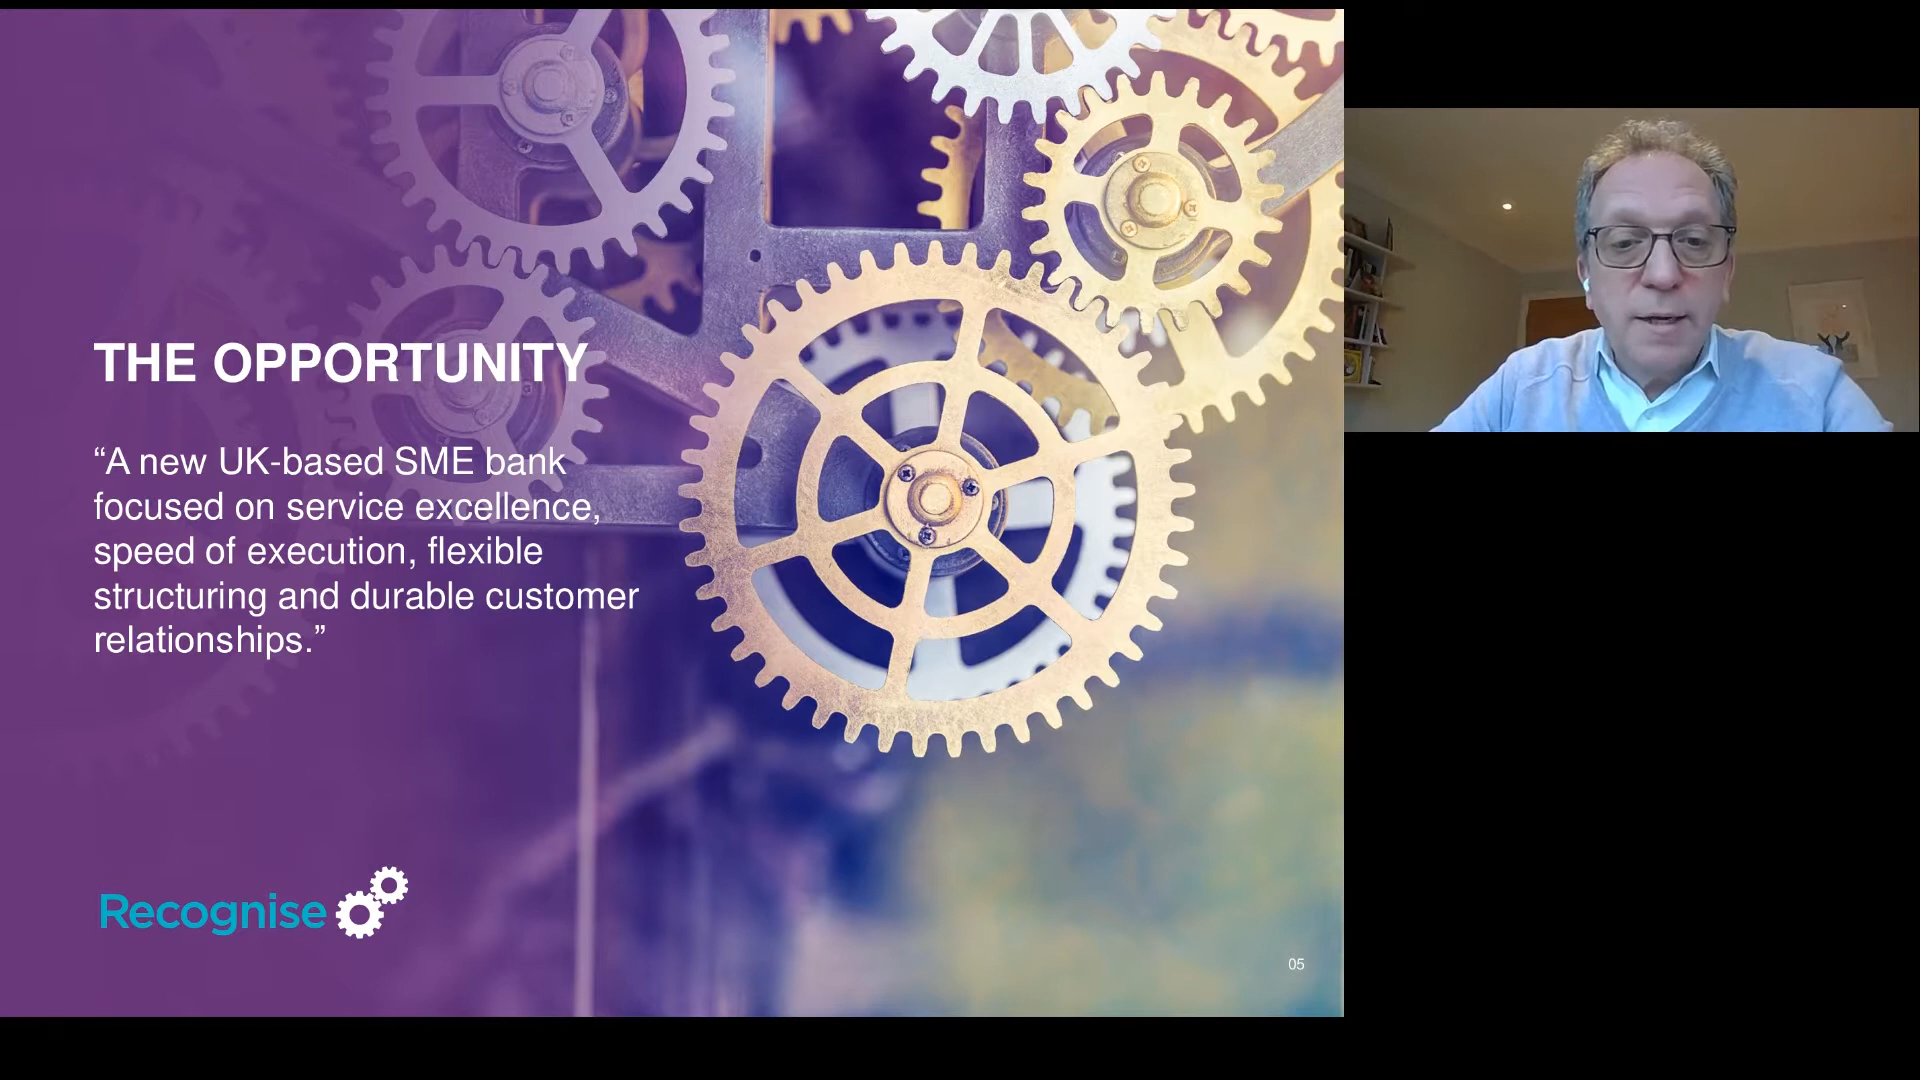 THE OPPORTUNITY
“A new UK-based SME bank
focused on service excellence,
speed of execution, flexible
structuring and durable customer
relationships.”
Recognise
05